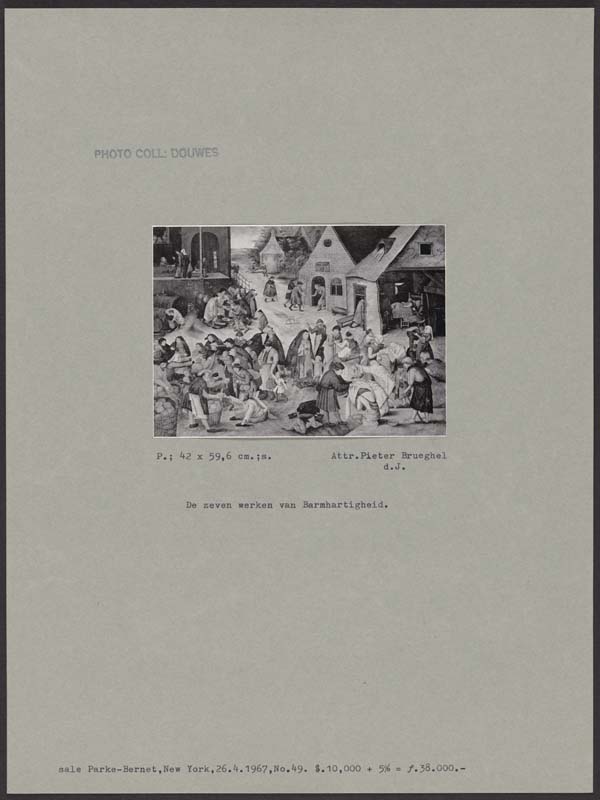 PHOTO COLL: DOUWES
P.; 42 x 59,6 cm.;s.
Attr.Pieter Brueghel
d.J.
De zeven werken van Barmhartigheid.
sale Parke-Bernet,New York,26.4.1967,No.49. $.10,000 + 5% = ƒ.38.000.-